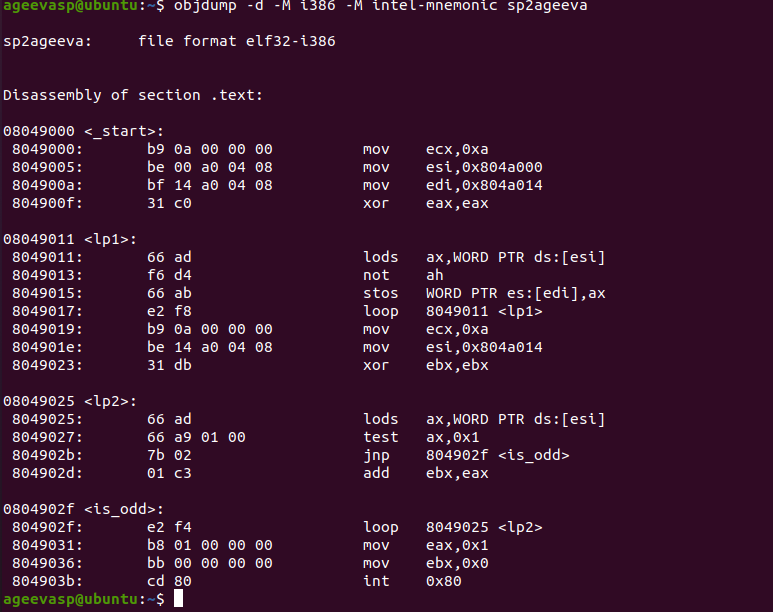 ageevasp@ubuntu:~$ objdump -d -M i386 -M intel-mnemonic sp2ageeva
sp2ageeva:     file format elf32-i386
Disassembly of section .text:
08049000 <_start>:
 8049000:       b9 0a 00 00 00          mov    ecx,0xa
 8049005:       be 00 a0 04 08          mov    esi,0x804a000
 804900a:       bf 14 a0 04 08          mov    edi,0x804a014
 804900f:       31 c0                   xor    eax,eax
08049011 <lp1>:
 8049011:       66 ad                   lods   ax,WORD PTR ds:[esi]
 8049013:       f6 d4                   not    ah
 8049015:       66 ab                   stos   WORD PTR es:[edi],ax
 8049017:       e2 f8                   loop   8049011 <lp1>
 8049019:       b9 0a 00 00 00          mov    ecx,0xa
 804901e:       be 14 a0 04 08          mov    esi,0x804a014
 8049023:       31 db                   xor    ebx,ebx
08049025 <lp2>:
 8049025:       66 ad                   lods   ax,WORD PTR ds:[esi]
 8049027:       66 a9 01 00             test   ax,0x1
 804902b:       7b 02                   jnp    804902f <is_odd>
 804902d:       01 c3                   add    ebx,eax
0804902f <is_odd>:
 804902f:       e2 f4                   loop   8049025 <lp2>
 8049031:       b8 01 00 00 00          mov    eax,0x1
 8049036:       bb 00 00 00 00          mov    ebx,0x0
 804903b:       cd 80                   int    0x80
ageevasp@ubuntu:~$